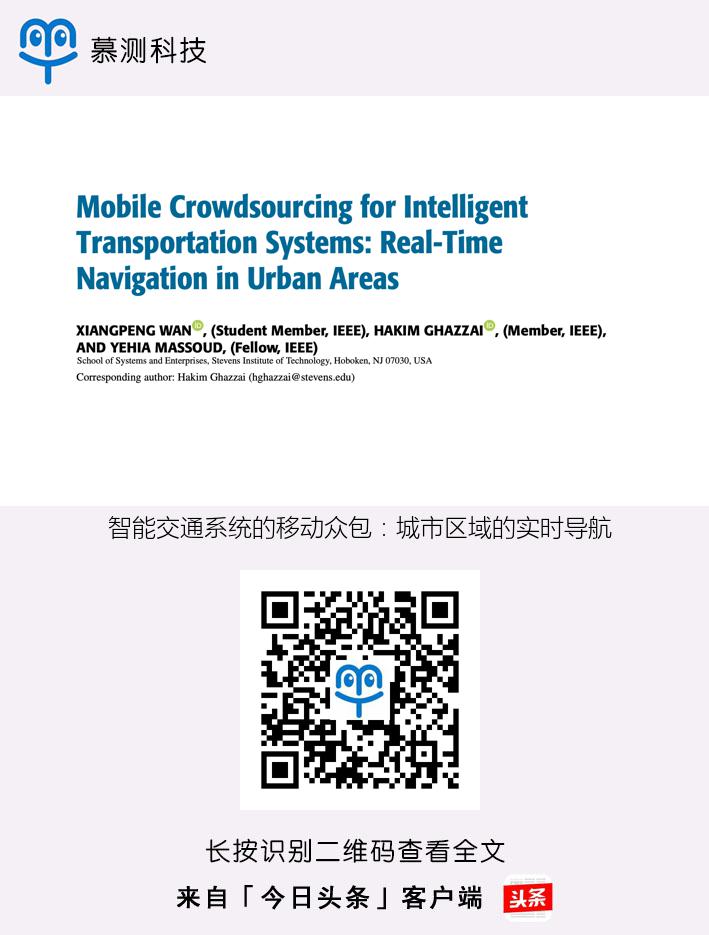 慕测科技
Mobile Crowdsourcing for Intelligent
Transportation Systems: Real-Time
Navigation in Urban Areas
XIANGPENG WAN iD, (Student Member, IEEE), HAKIM GHAZZAI iD, (Member, IEEE),
AND YEHIA MASSOUD, (Fellow, IEEE)
School of Systems and Enterprises, Stevens Institute of Technology, Hoboken, NJ 07030, USA
Corresponding author: Hakim Ghazzai (hghazzai@stevens.edu)
智能交通系统的移动众包：城市区域的实时导航
长按识别二维码查看全文
来自「今日头条」客户端
头条